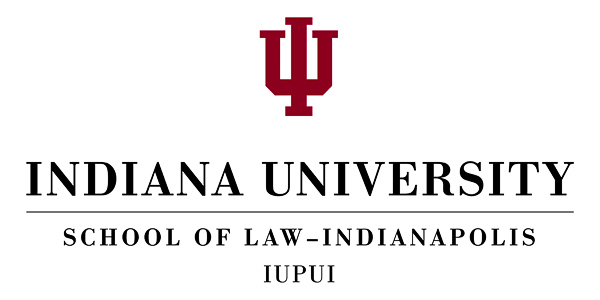 INDIANA UNIVERSITY
SCHOOL OF LAW–INDIANAPOLIS
IUPUI